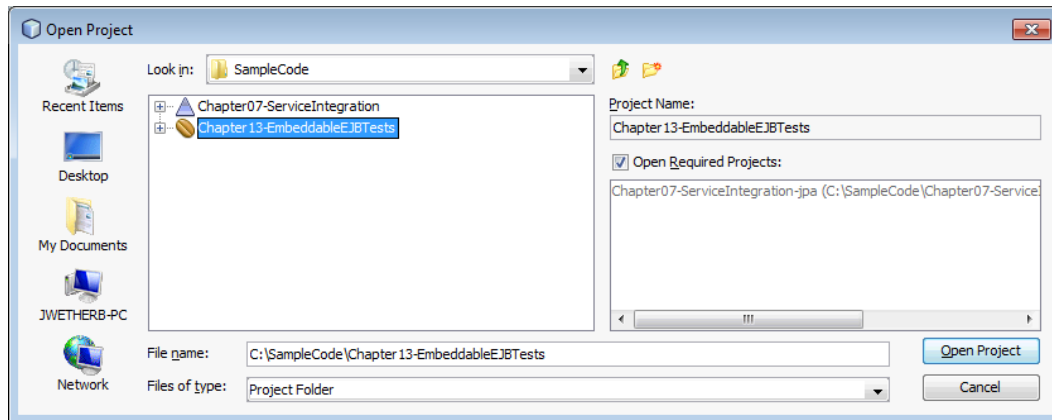 Open Project
Look in: SampleCode
Recent Items
Desktop
My Documents
JWETHERB-PC
Network
Chapter07-ServiceIntegration
Chapter13-EmbeddableEJBTests
Project Name:
Chapter13-EmbeddableEJBTests
Open Required Projects:
Chapter07-ServiceIntegration-jpa (C:\SampleCode\Chapter07-Service
File name: C:\SampleCode\Chapter13-EmbeddableEJBTests
Files of type: Project Folder
Open Project
Cancel